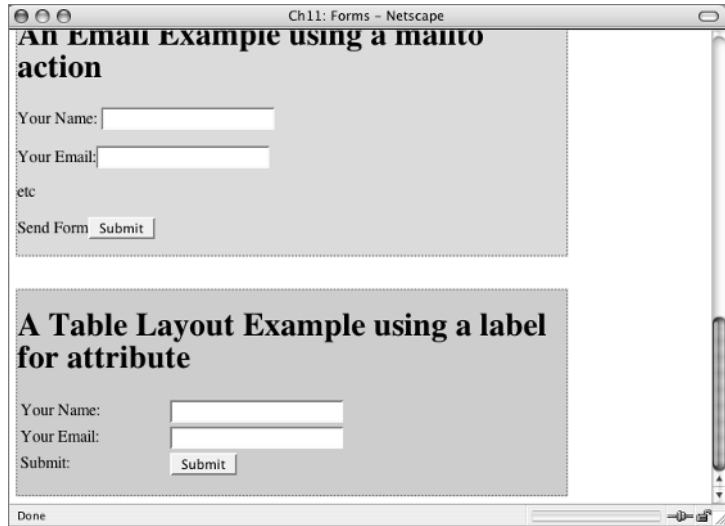 Ch11: Forms – Netscape
An Email Example using a mailto
action
Your Name:
Your Email:
etc
Send Form Submit
A Table Layout Example using a label
for attribute
Your Name:
Your Email:
Submit: Submit
Done